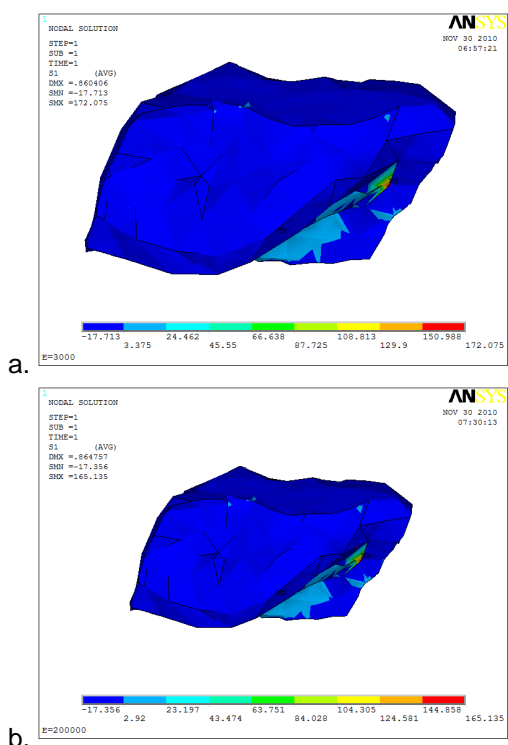 1
ANSYS
NODAL SOLUTION
NOV 30 2010
06:57:21
STEP=1
SUB =1
TIME=1
S1 (AVG)
DMX =.860406
SMN =-17.713
SMX =172.075
-17.713 24.462 66.638 108.813 150.988
3.375 45.55 87.725 129.9 172.075
E=3000
a.
1
ANSYS
NODAL SOLUTION
NOV 30 2010
07:30:13
STEP=1
SUB =1
TIME=1
S1 (AVG)
DMX =.864757
SMN =-17.356
SMX =165.135
-17.356 23.197 63.751 104.305 144.858
2.92 43.474 84.028 124.581 165.135
E=200000
b.